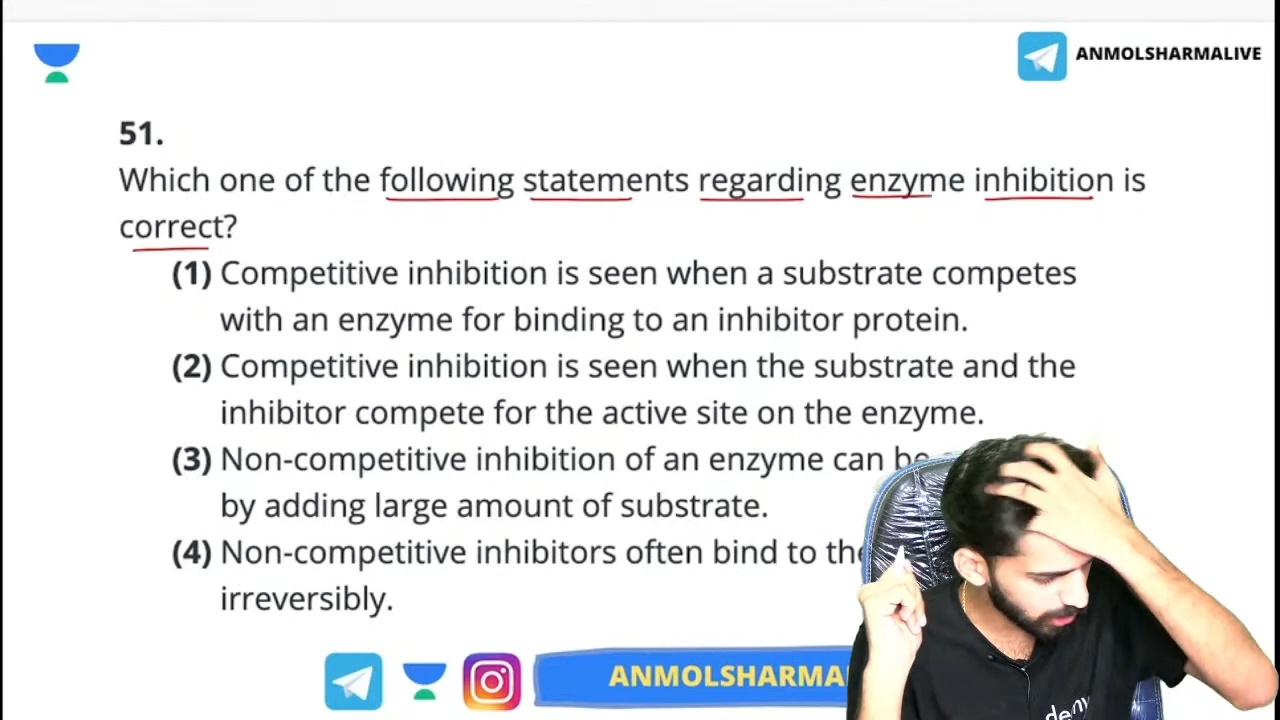 ANMOLSHARMALIVE
51.
Which one of the following statements regarding enzyme inhibition is
correct?
(1) Competitive inhibition is seen when a substrate competes
with an enzyme for binding to an inhibitor protein.
(2) Competitive inhibition is seen when the substrate and the
inhibitor compete for the active site on the enzyme.
(3) Non-competitive inhibition of an enzyme can be
by adding large amount of substrate.
(4) Non-competitive inhibitors often bind to the
irreversibly.
ANMOLSHARMA